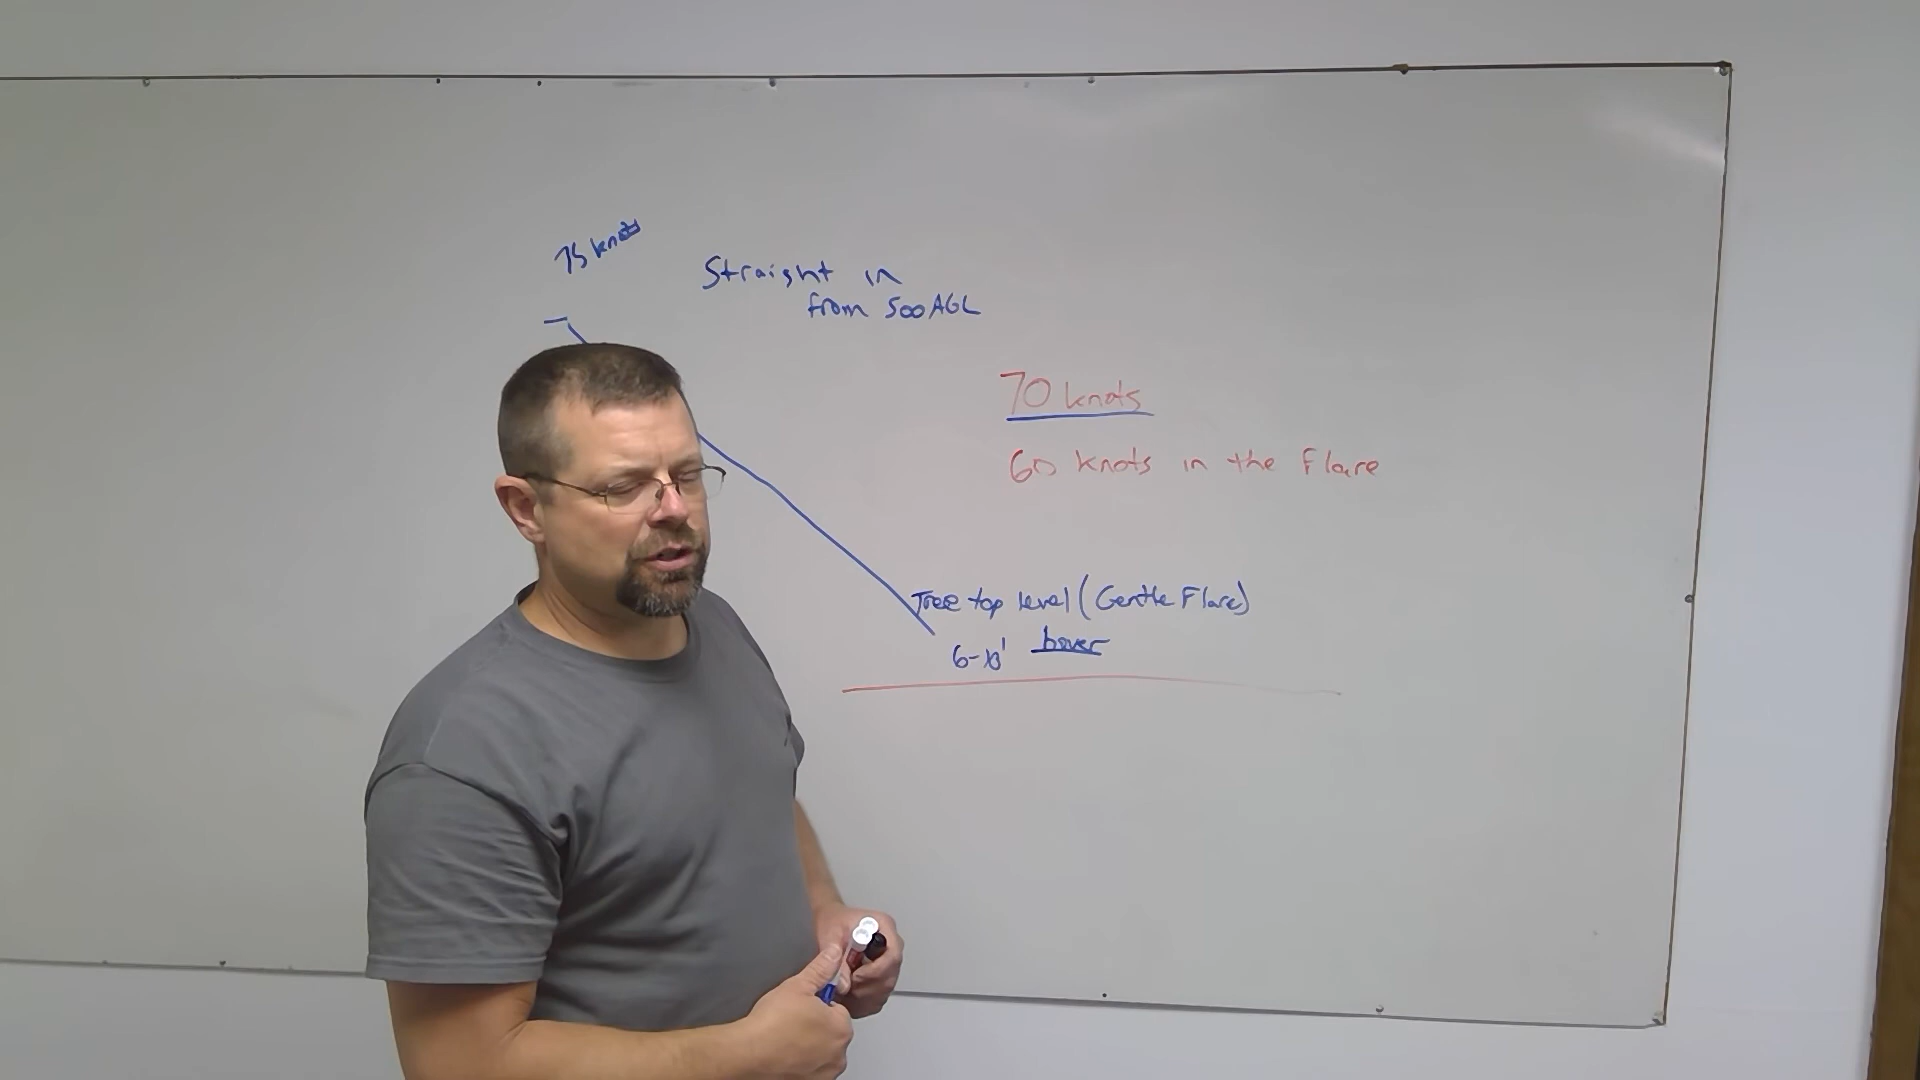 75 knots
Straight in
from 500 AGL
70 knots
60 knots in the Flare
Tree top level (Gentle Flare)
6-10' hover